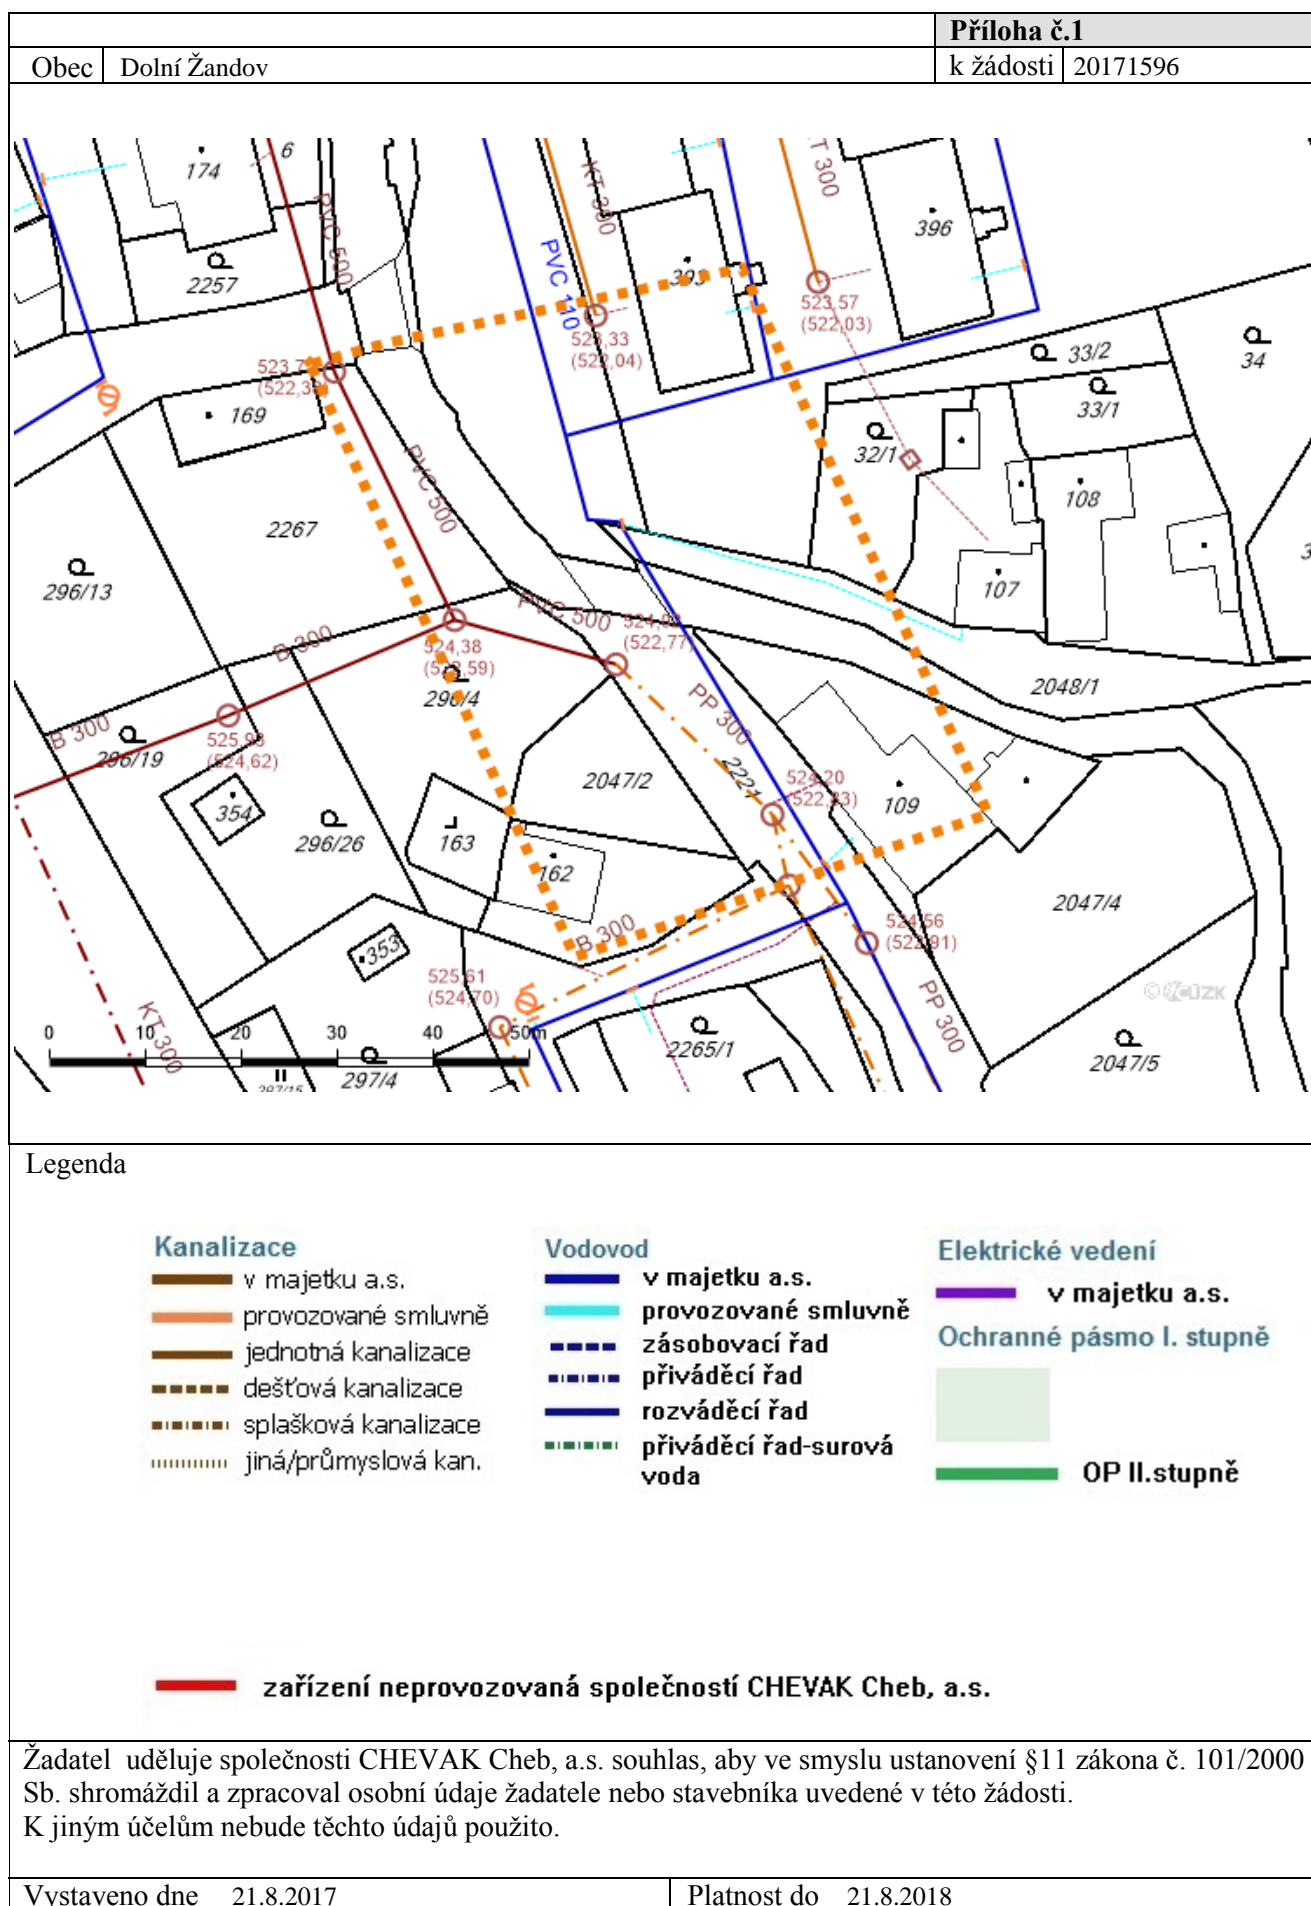 Příloha č.1
Obec Dolní Žandov k žádosti 20171596
174
6
2257
PVC 500
KT 300
PVC 110
393
T 300
396
523,57
(522,03)
523,33
(522,04)
33/2
34
33/1
32/1
108
107
169
PVC 500
2267
296/13
B 300
PVC 500
524,38
296/4
(522,77)
PP 300
2221
2048/1
B 300
296/19
525,93
(524,62)
354
296/26
163
162
2047/2
524,20
109
2047/4
353
B 300
525,61
(524,70)
524,56
PP 300
KT 300
2265/1
2047/5
297/4
0 10 20 30 40 50m
© ČÚZK
Legenda
Kanalizace
v majetku a.s.
provozované smluvně
jednotná kanalizace
dešťová kanalizace
splašková kanalizace
jiná/průmyslová kan.
Vodovod
v majetku a.s.
provozované smluvně
zásobovací řad
přiváděcí řad
rozváděcí řad
přiváděcí řad-surová
voda
Elektrické vedení
v majetku a.s.
Ochranné pásmo I. stupně
OP II.stupně
zařízení neprovozovaná společností CHEVAK Cheb, a.s.
Žadatel uděluje společnosti CHEVAK Cheb, a.s. souhlas, aby ve smyslu ustanovení §11 zákona č. 101/2000
Sb. shromáždil a zpracoval osobní údaje žadatele nebo stavebníka uvedené v této žádosti.
K jiným účelům nebude těchto údajů použito.
Vystaveno dne 21.8.2017 Platnost do 21.8.2018